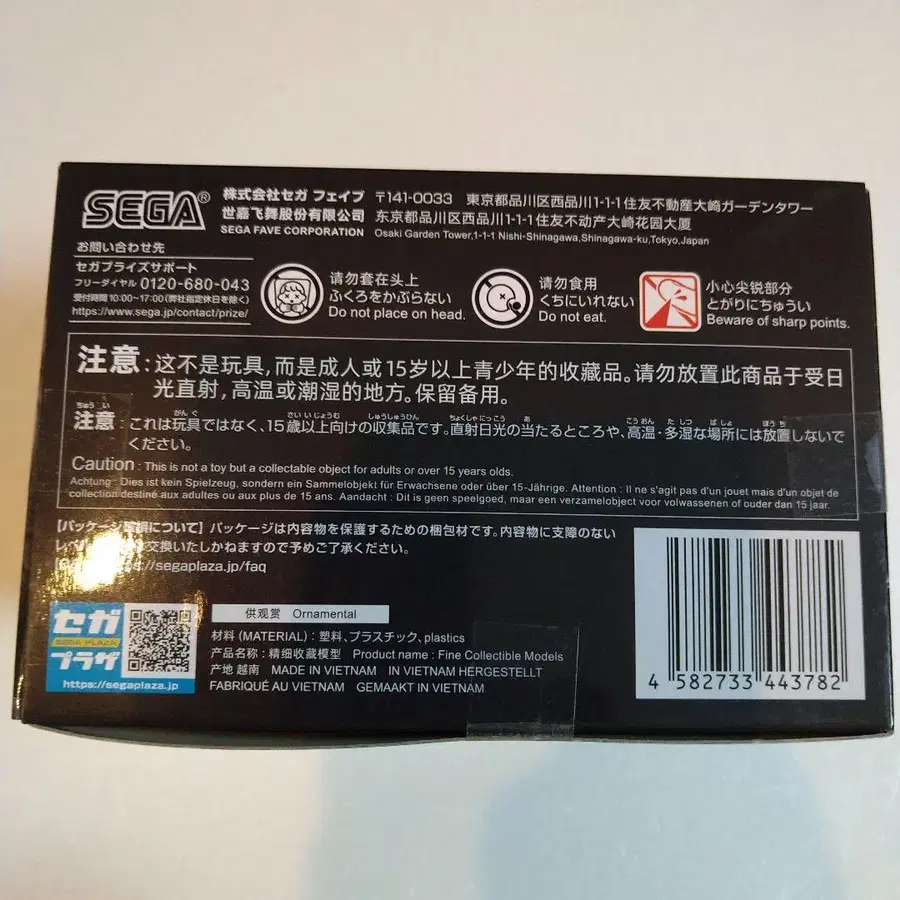 SEGA®
株式会社セガ フェイブ 〒141-0033 東京都品川区西品川1-1-1住友不動産大崎ガーデンタワー
世嘉飞舞股份有限公司 东京都品川区西品川1-1-1住友不动产大崎花园大厦
SEGA FAVE CORPORATION Osaki Garden Tower,1-1-1 Nishi-Shinagawa,Shinagawa-ku,Tokyo,Japan
お問い合わせ先
セガプライズサポート
フリーダイヤル 0120-680-043
受付時間 10:00~17:00(弊社指定休日を除く)
https://www.sega.jp/contact/prize/
请勿套在头上
ふくろをかぶらない
Do not place on head.
请勿食用
くちにいれない
Do not eat.
小心尖锐部分
とがりにちゅうい
Beware of sharp points.
注意:这不是玩具,而是成人或15岁以上青少年的收藏品。请勿放置此商品于受日
光直射,高温或潮湿的地方。保留备用。
注意:これは玩具ではなく、15歳以上向けの収集品です。直射日光の当たるところや、高温・多湿な場所には放置しないで
ください。
Caution : This is not a toy but a collectable object for adults or over 15 years olds.
Achtung : Dies ist kein Spielzeug, sondern ein Sammelobjekt für Erwachsene oder über 15-Jährige. Attention : Il ne s'agit pas d'un jouet mais d'un objet de
collection destiné aux adultes ou aux plus de 15 ans. Aandacht : Dit is geen speelgoed, maar een verzamelobject voor volwassenen of ouder dan 15 jaar.
【パッケージ について】パッケージは内容物を保護するための梱包材です。内容物に支障のない
レベ 交換いたしかねますので予めご了承ください。
://segaplaza.jp/faq
セガ
SEGA PLAZA
プラザ
https://segaplaza.jp
供观赏 Ornamental
材料 (MATERIAL) : 塑料、プラスチック、plastics
产品名称 : 精细收藏模型 Product name : Fine Collectible Models
产地 越南 MADE IN VIETNAM IN VIETNAM HERGESTELLT
FABRIQUÉ AU VIETNAM GEMAAKT IN VIETNAM
4 582733 443782